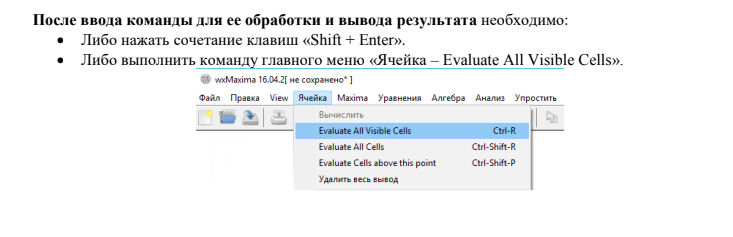 После ввода команды для ее обработки и вывода результата необходимо:
• Либо нажать сочетание клавиш «Shift + Enter».
• Либо выполнить команду главного меню «Ячейка – Evaluate All Visible Cells».
wxMaxima 16.04.2[ не сохранено* ]
Файл Правка View Ячейка Maxima Уравнения Алгебра Анализ Упростить
Вычислить
Evaluate All Visible Cells Ctrl-R
Evaluate All Cells Ctrl-Shift-R
Evaluate Cells above this point Ctrl-Shift-P
Удалить весь вывод